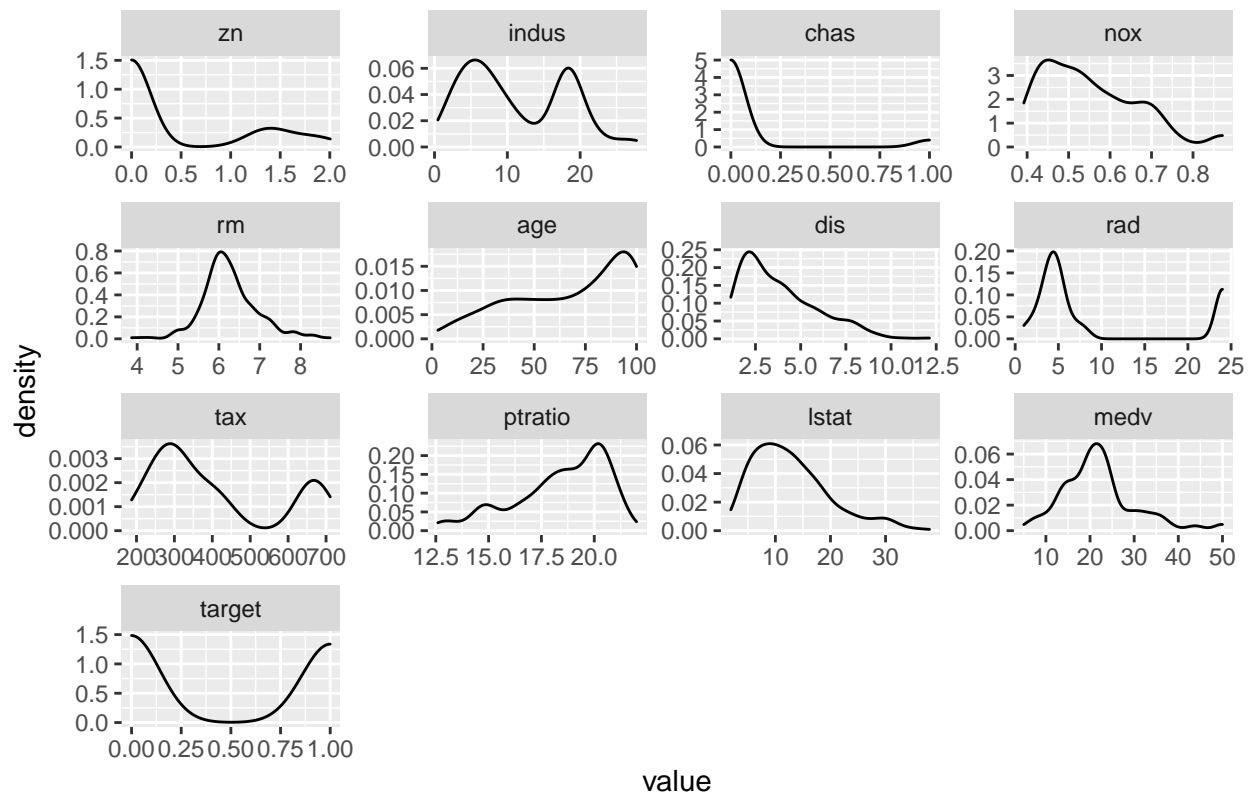 zn indus chas nox
1.5 0.06 5 3
1.0 0.04 4 2
0.5 0.02 3 1
0.0 0.00 2 0
1
0
0.0 0.5 1.0 1.5 2.0 0 10 20 0.00 0.25 0.50 0.75 1.00 0.4 0.5 0.6 0.7 0.8
rm age dis rad
0.8 0.015 0.25 0.20
0.6 0.010 0.20 0.15
0.4 0.005 0.15 0.10
0.2 0.000 0.10 0.05
0.0 0.05 0.00
0.00
4 5 6 7 8 0 25 50 75 100 2.5 5.0 7.5 10.0 12.5 0 5 10 15 20 25
density
tax ptratio lstat medv
0.003 0.20 0.06 0.06
0.002 0.15 0.04 0.04
0.001 0.10 0.02 0.02
0.000 0.05 0.00 0.00
0.00
200 300 400 500 600 700 12.5 15.0 17.5 20.0 10 20 30 10 20 30 40 50
target
1.5
1.0
0.5
0.0
0.00 0.25 0.50 0.75 1.00
value